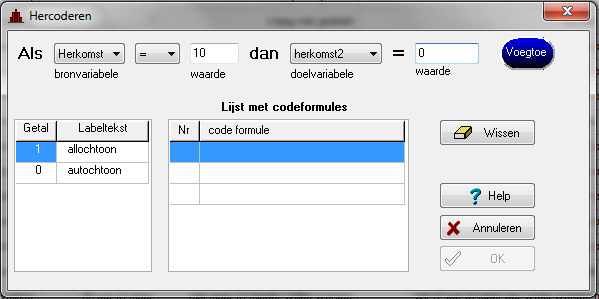 Hercoderen
Als Herkomst = 10 dan herkomst2 = 0 Voegtoe
bronvariabele waarde doelvariabele waarde
Lijst met codeformules
Getal Labeltekst Nr code formule
1 allochtoon
0 autochtoon
Wissen
Help
Annuleren
OK